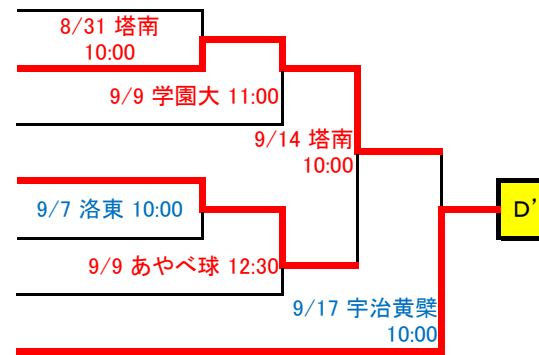 8/31 塔南
10:00
9/9 学園大 11:00
9/14 塔南
10:00
9/7 洛東 10:00
D’
9/9 あやべ球 12:30
9/17 宇治黄檗
10:00